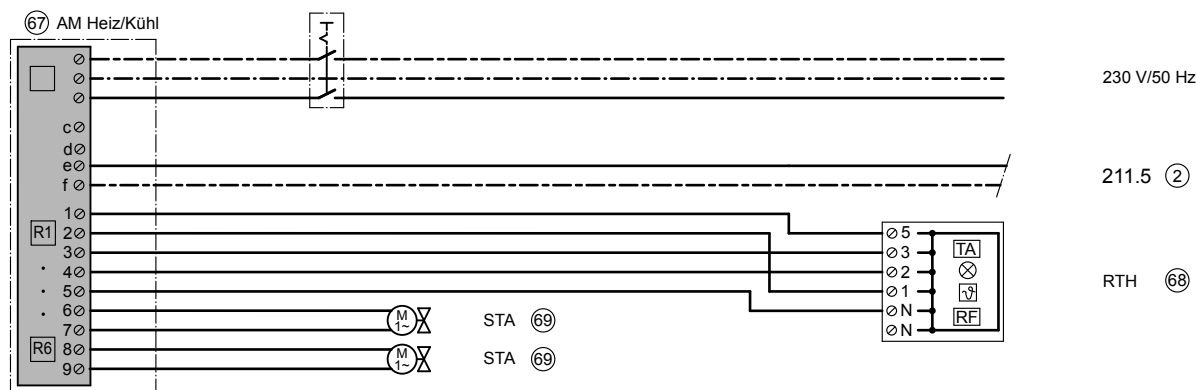 67 AM Heiz/Kühl
230 V/50 Hz
c
d
e
f
211.5 2
1
R1 2
3
4
5
6
7
R6 8
9
M 1~ STA 69
M 1~ STA 69
5
3 TA
2
1 ϑ
N RF
N
RTH 68